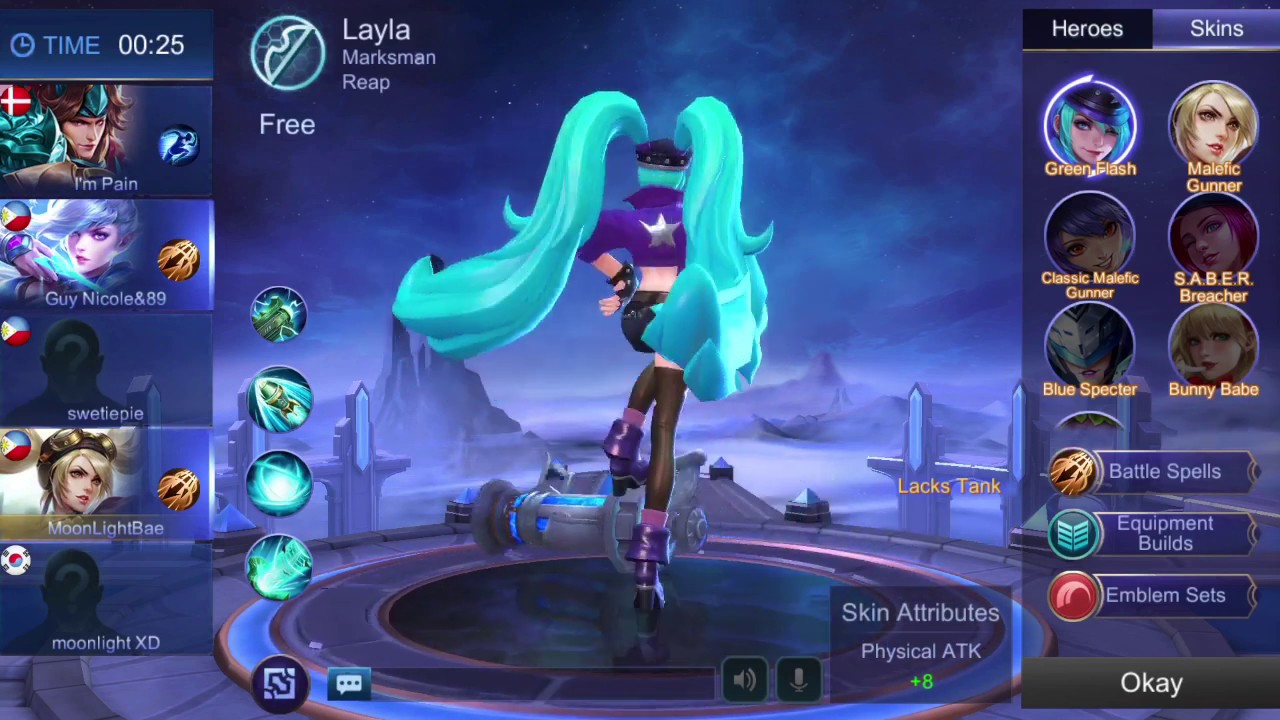 TIME 00:25
I'm Pain
Guy Nicole&89
swetiepie
MoonLightBae
moonlight XD
Layla
Marksman
Reap
Free
Lacks Tank
Skin Attributes
Physical ATK
+8
Heroes
Skins
Green Flash
Malefic
Gunner
Classic Malefic
Gunner
S.A.B.E.R.
Breacher
Blue Specter
Bunny Babe
Battle Spells
Equipment
Builds
Emblem Sets
Okay